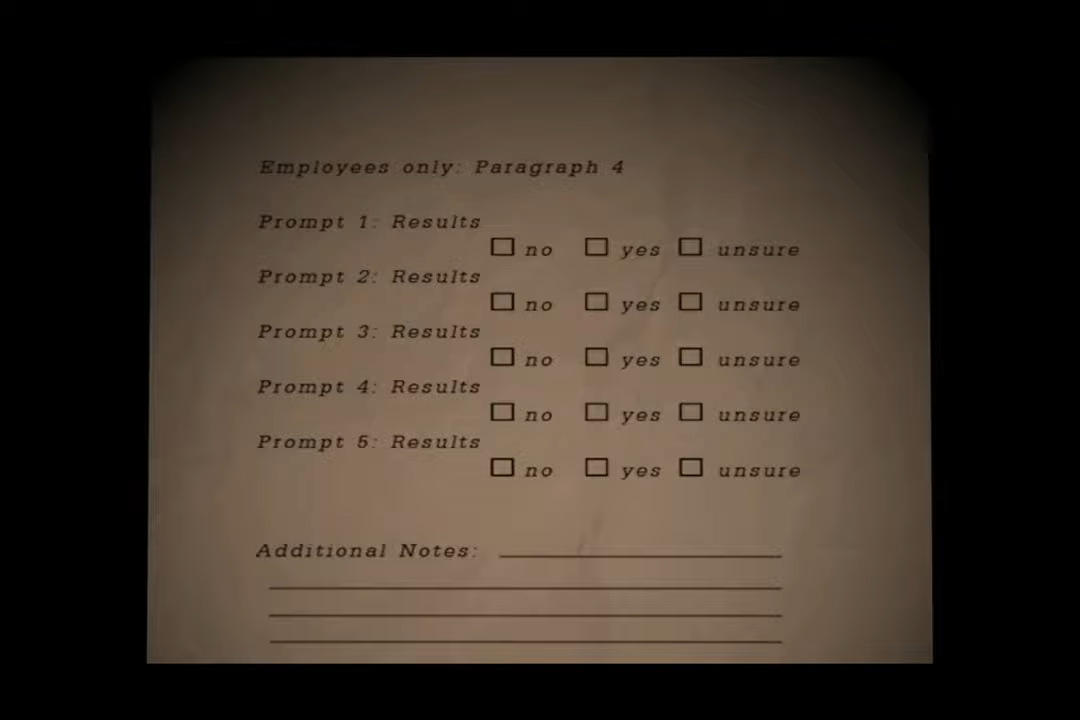 Employees only: Paragraph 4
Prompt 1: Results
no yes unsure
Prompt 2: Results
no yes unsure
Prompt 3: Results
no yes unsure
Prompt 4: Results
no yes unsure
Prompt 5: Results
no yes unsure
Additional Notes: